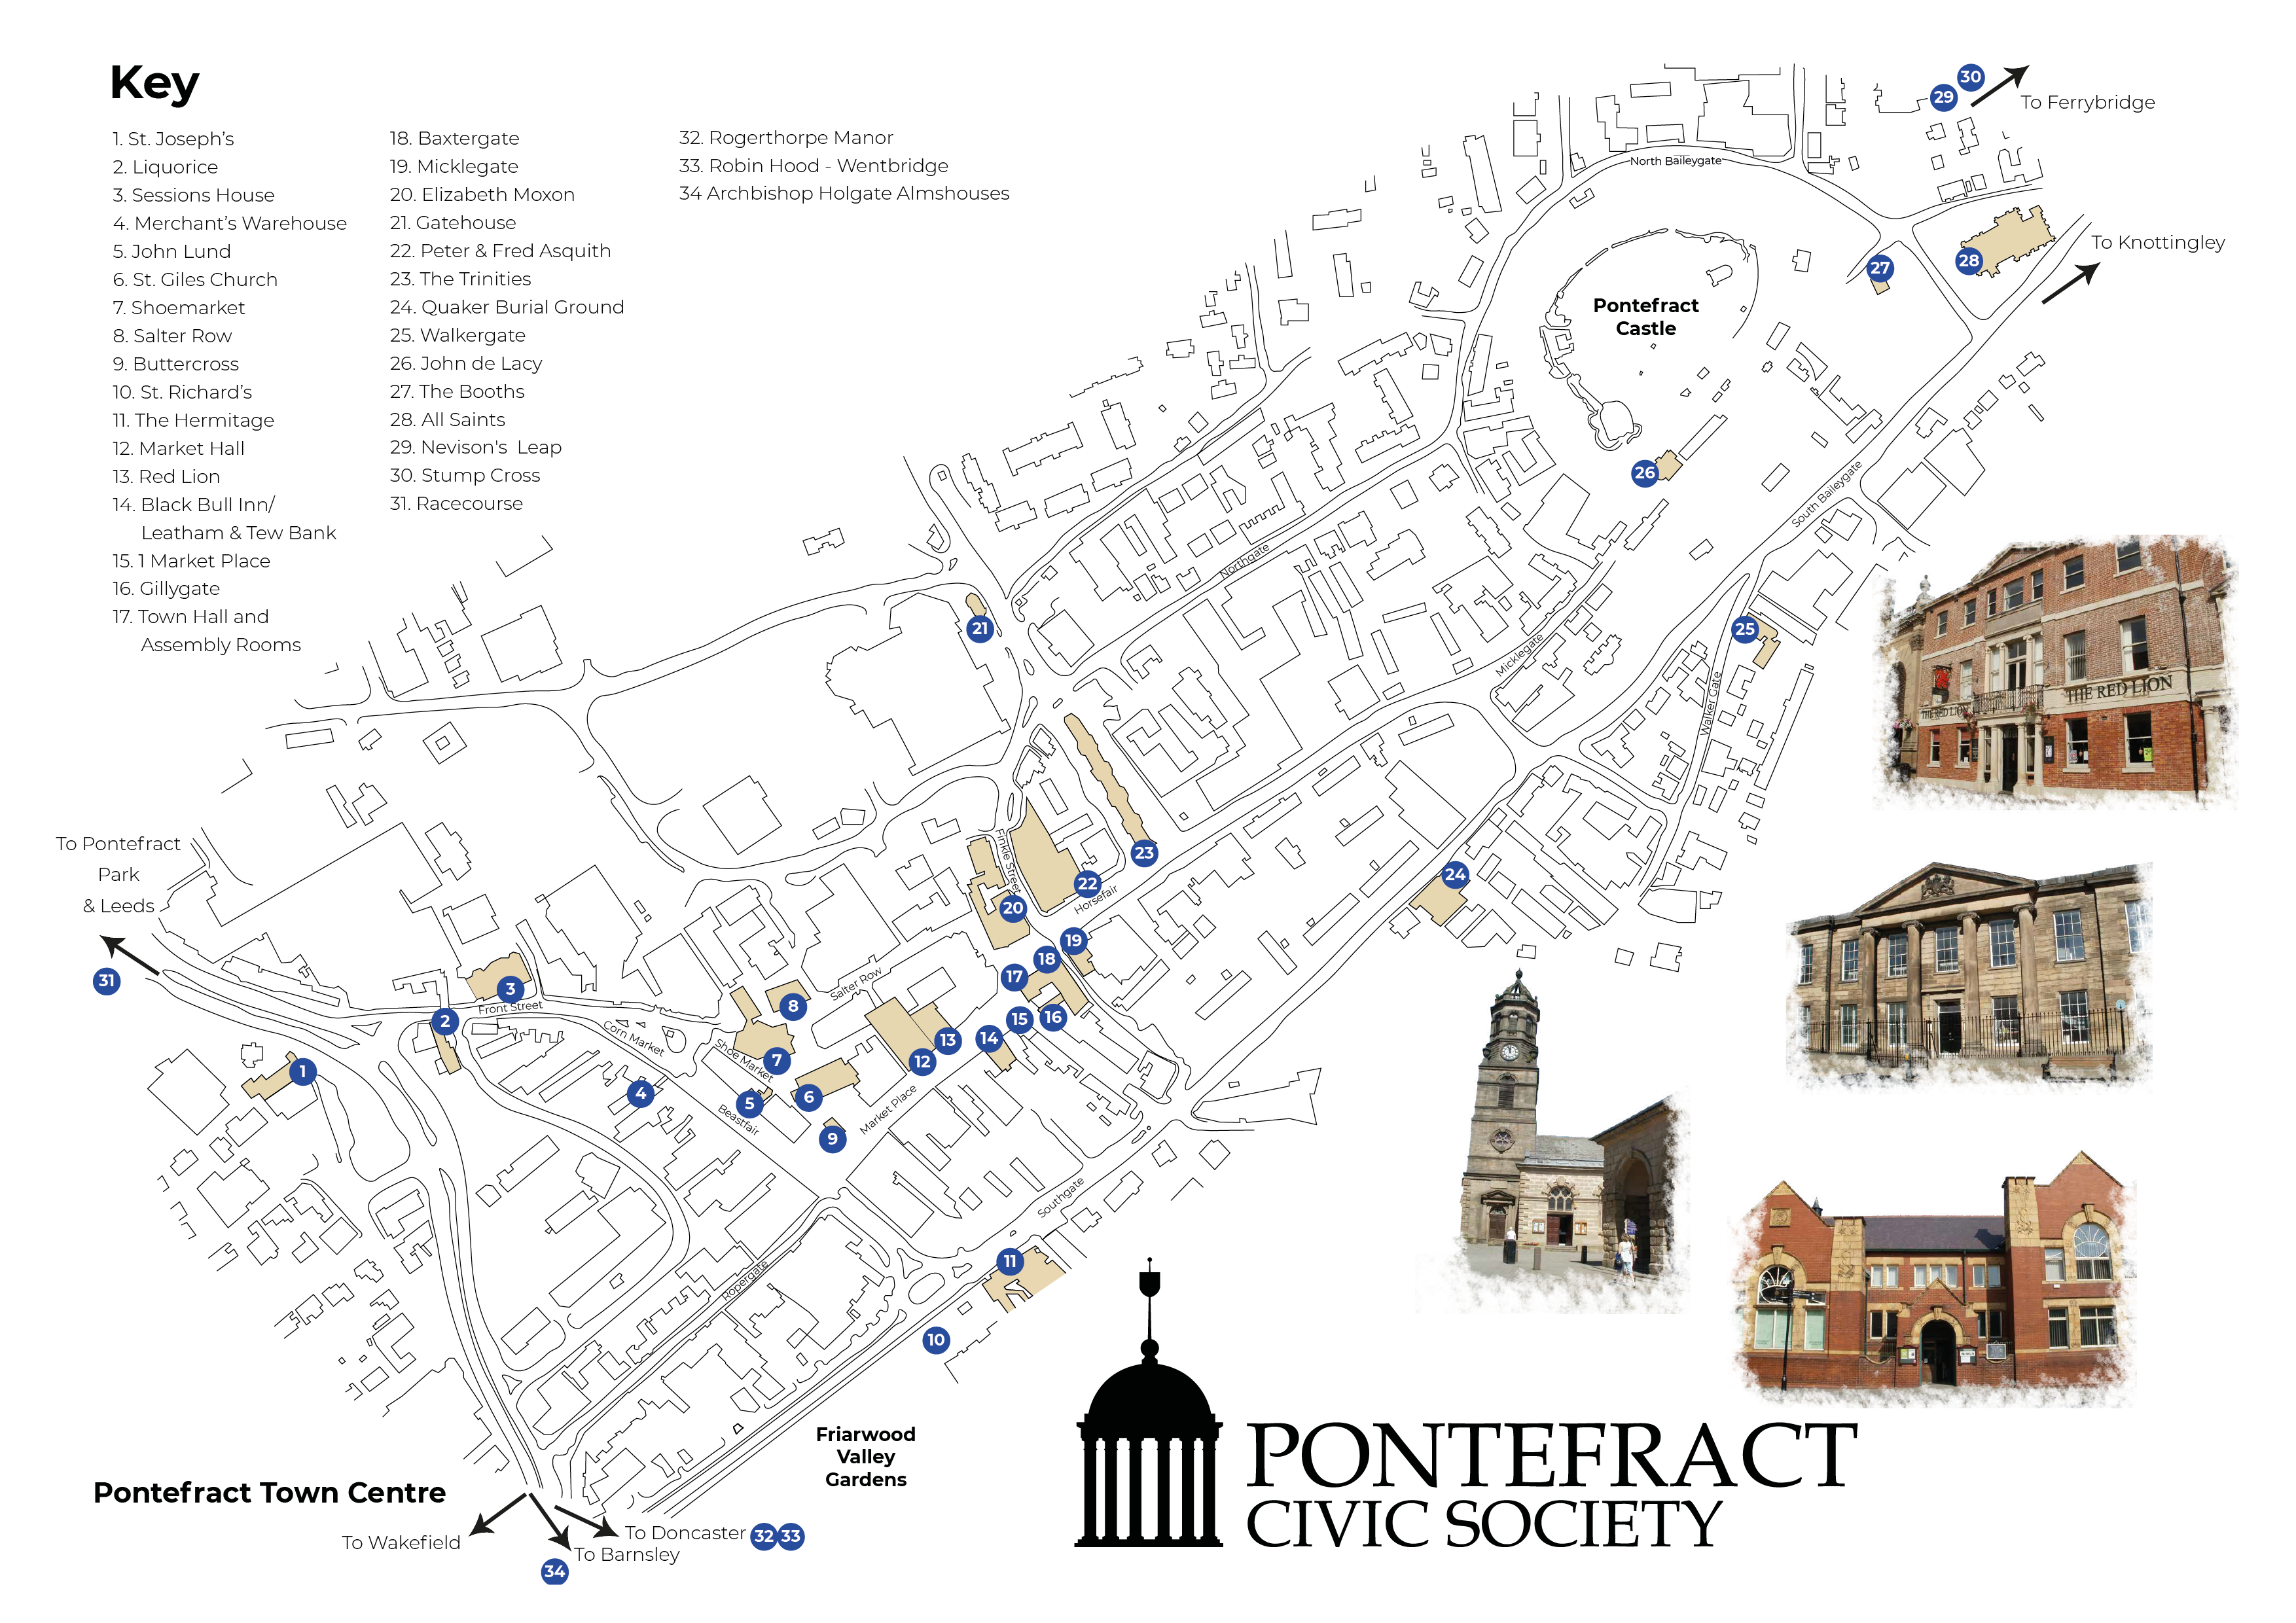 Key
1. St. Joseph's
2. Liquorice
3. Sessions House
4. Merchant's Warehouse
5. John Lund
6. St. Giles Church
7. Shoemarket
8. Salter Row
9. Buttercross
10. St. Richard's
11. The Hermitage
12. Market Hall
13. Red Lion
14. Black Bull Inn/
Leatham & Tew Bank
15. 1 Market Place
16. Gillygate
17. Town Hall and
Assembly Rooms
18. Baxtergate
19. Micklegate
20. Elizabeth Moxon
21. Gatehouse
22. Peter & Fred Asquith
23. The Trinities
24. Quaker Burial Ground
25. Walkergate
26. John de Lacy
27. The Booths
28. All Saints
29. Nevison's  Leap
30. Stump Cross
31. Racecourse
32. Rogerthorpe Manor
33. Robin Hood - Wentbridge
34 Archbishop Holgate Almshouses
30
29
To Ferrybridge
North Baileygate
To Knottingley
28
27
Pontefract
Castle
26
South Baileygate
Northgate
21
25
Micklegate
Walker Gate
THE RED LION
THE RED LION
To Pontefract
Park
& Leeds
31
Finkle Street
23
22
Horsefair
24
20
19
18
17
3
Front Street
Salter Row
8
2
Corn Market
15
16
14
13
12
Shoe Market
7
1
4
5
6
Beastfair
Market Place
9
Southgate
11
Ropergate
10
Friarwood
Valley
Gardens
Pontefract Town Centre
To Wakefield
To Doncaster
32
33
To Barnsley
34
PONTEFRACT
CIVIC SOCIETY